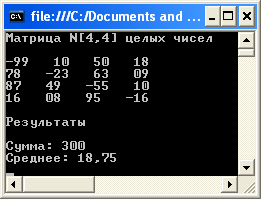 file:///C:/Documents and ...
Матрица N[4,4] целых чисел
-99 10 50 18
78 -23 63 09
87 49 -55 10
16 08 95 -16
Результаты
Сумма: 300
Среднее: 18,75